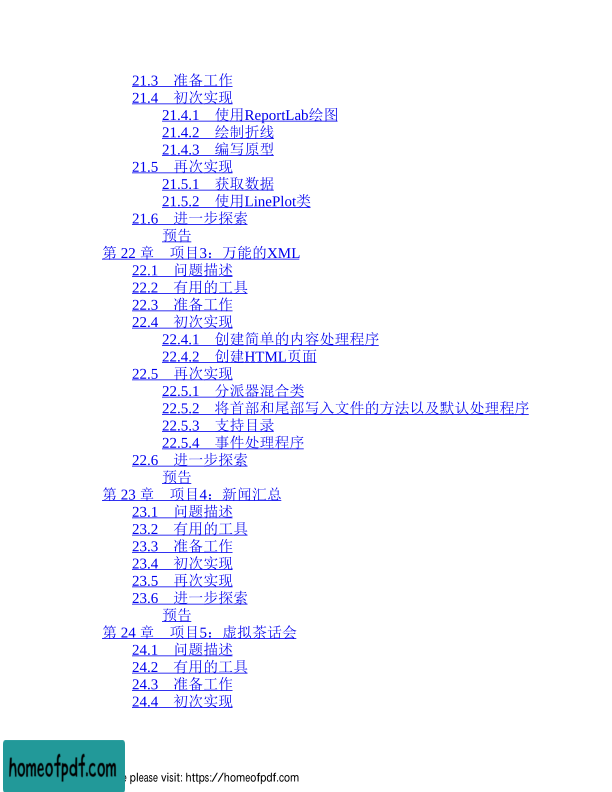 21.3　准备工作
21.4　初次实现
21.4.1　使用ReportLab绘图
21.4.2　绘制折线
21.4.3　编写原型
21.5　再次实现
21.5.1　获取数据
21.5.2　使用LinePlot类
21.6　进一步探索
预告
第 22 章　项目3：万能的XML
22.1　问题描述
22.2　有用的工具
22.3　准备工作
22.4　初次实现
22.4.1　创建简单的内容处理程序
22.4.2　创建HTML页面
22.5　再次实现
22.5.1　分派器混合类
22.5.2　将首部和尾部写入文件的方法以及默认处理程序
22.5.3　支持目录
22.5.4　事件处理程序
22.6　进一步探索
预告
第 23 章　项目4：新闻汇总
23.1　问题描述
23.2　有用的工具
23.3　准备工作
23.4　初次实现
23.5　再次实现
23.6　进一步探索
预告
第 24 章　项目5：虚拟茶话会
24.1　问题描述
24.2　有用的工具
24.3　准备工作
24.4　初次实现
homeofpdf.com
please visit: https://homeofpdf.com